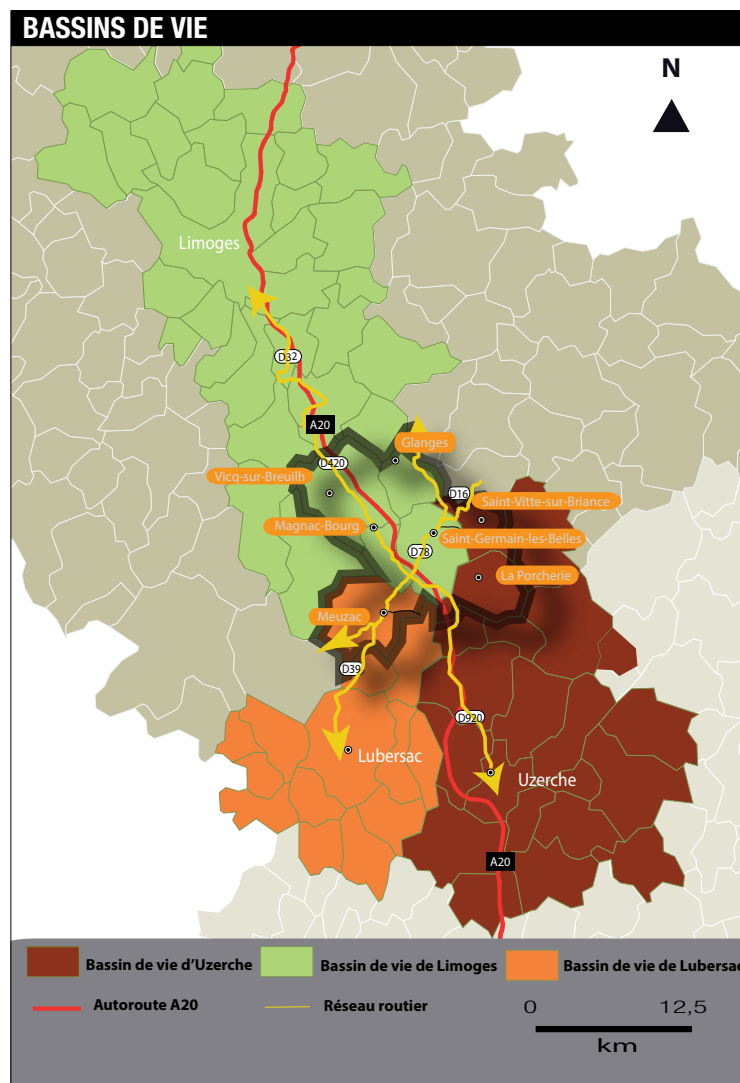 BASSINS DE VIE
N
Limoges
D32
A20
Glanges
D420
Vicq-sur-Breuilh
D16
Saint-Vitte-sur-Briance
Magnac-Bourg
Saint-Germain-les-Belles
D78
La Porcherie
Meuzac
D39
D920
Lubersac
Uzerche
A20
Bassin de vie d'Uzerche
Bassin de vie de Limoges
Bassin de vie de Lubersac
Autoroute A20
Réseau routier
0 12,5
km